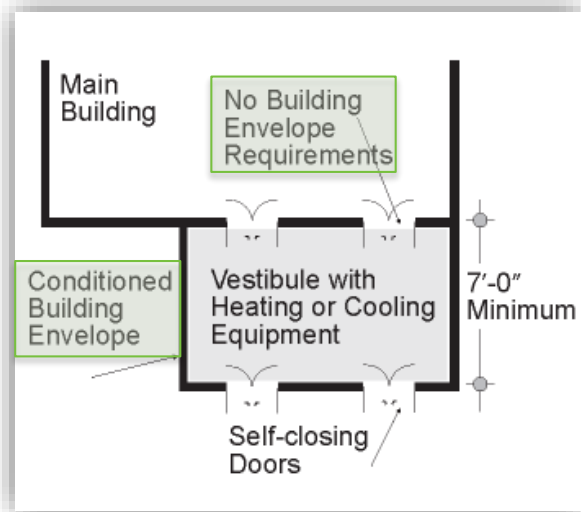 Main
Building
No Building
Envelope
Requirements
Conditioned
Building
Envelope
Vestibule with
Heating or Cooling
Equipment
7'-0"
Minimum
Self-closing
Doors